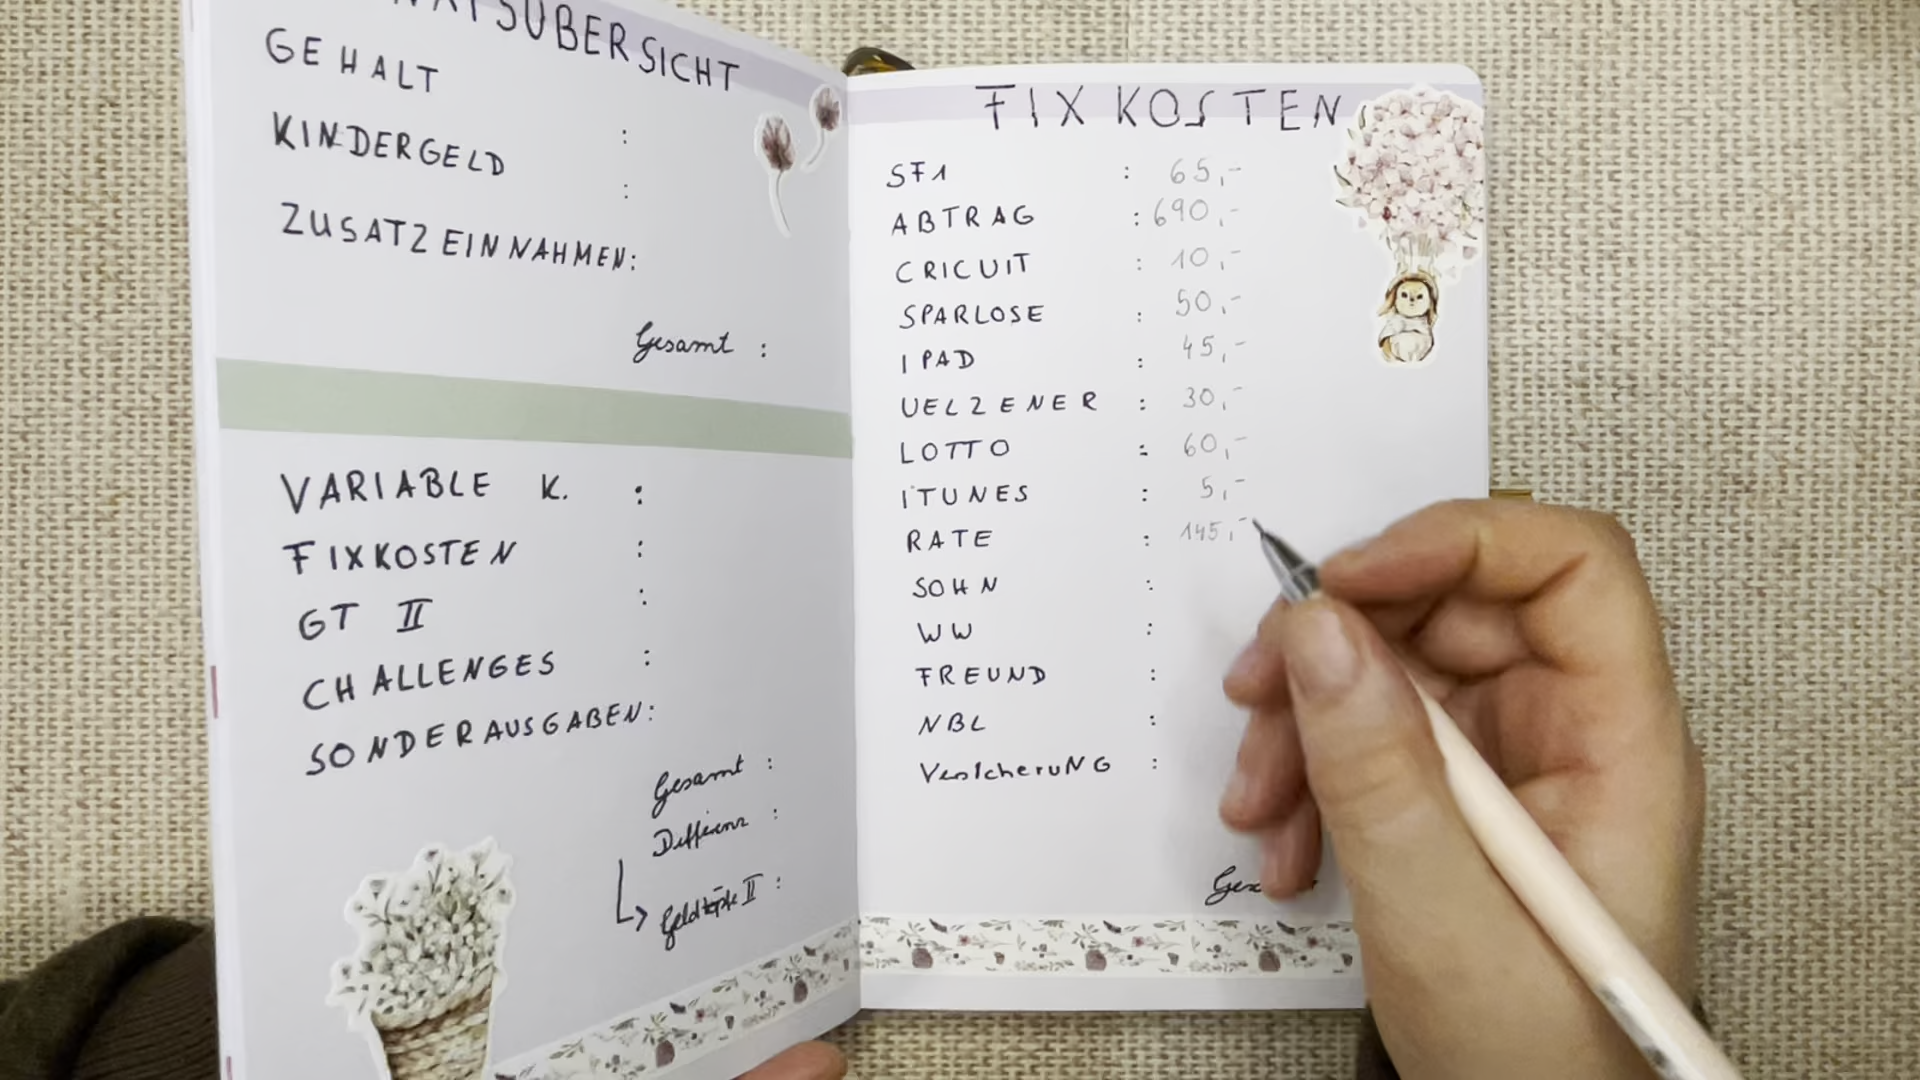 GEHALT
:
KINDERGELD
:
ZUSATZEINNAHMEN:
Gesamt :
VARIABLE K. :
FIXKOSTEN :
GT II :
CHALLENGES :
SONDERAUSGABEN:
Gesamt :
Differenz :
Geldtöpfe II :
FIXKOSTEN
SF1 : 65,-
ABTRAG : 690,-
CRICUIT : 10,-
SPARLOSE : 50,-
IPAD : 45,-
UELZENER : 30,-
LOTTO : 60,-
ITUNES : 5,-
RATE : 145,-
SOHN :
WW :
FREUND :
NBL :
VersIcheruNG :